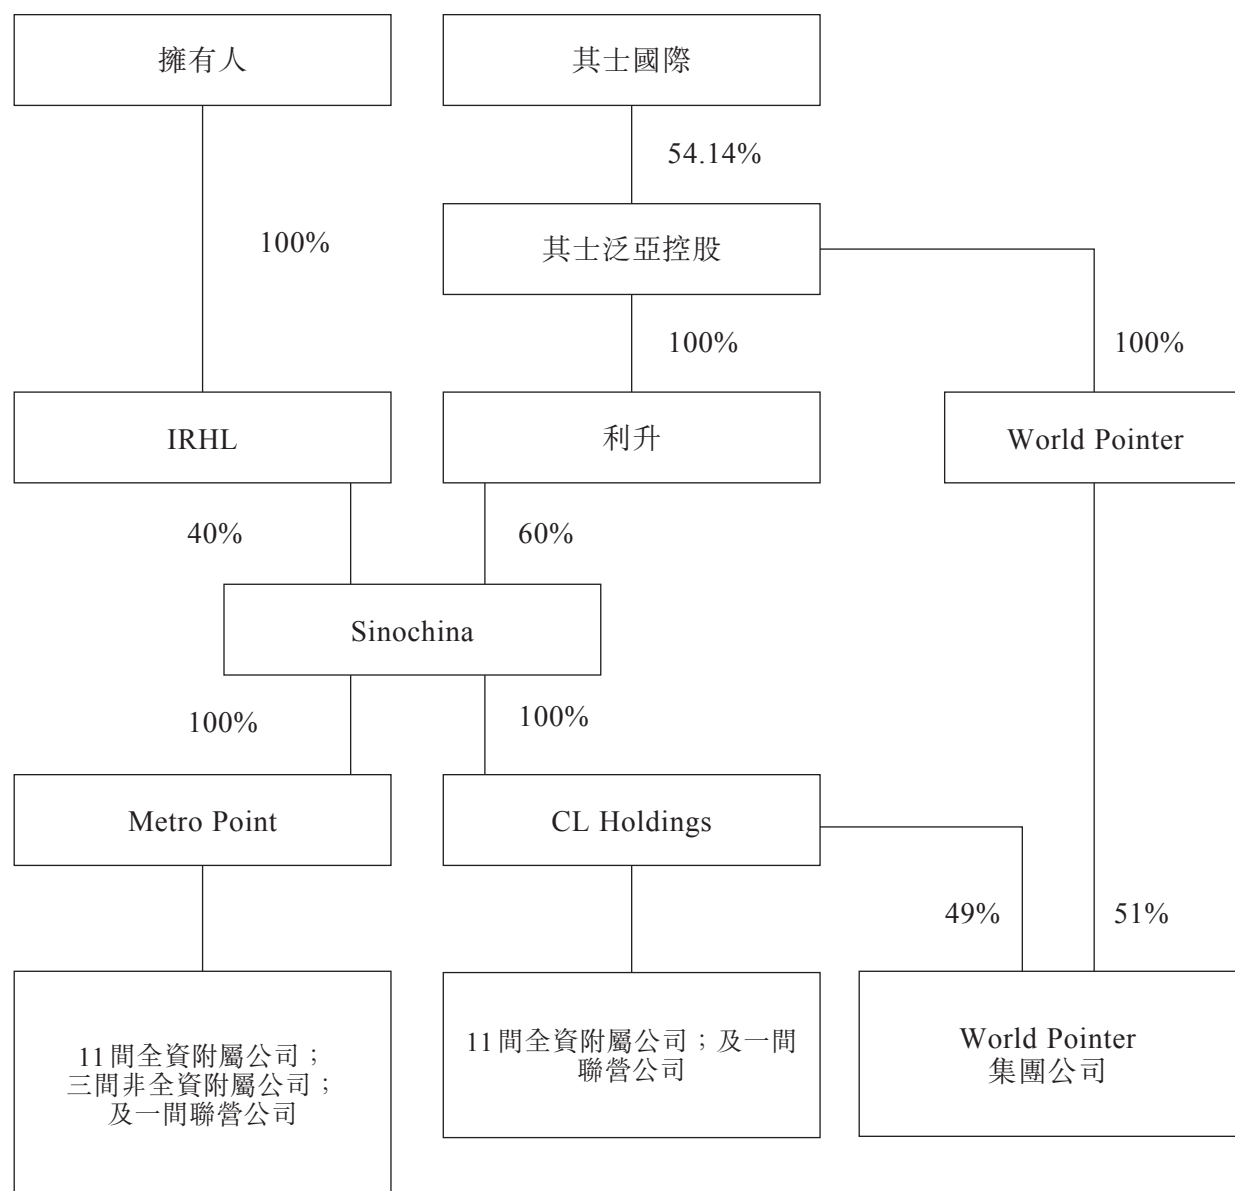 擁有人
其士國際
54.14%
100%
其士泛亞控股
100%
100%
IRHL
利升
World Pointer
40%
60%
Sinochina
100%
100%
Metro Point
CL Holdings
49%
51%
11間全資附屬公司；
三間非全資附屬公司；
及一間聯營公司
11間全資附屬公司；及一間
聯營公司
World Pointer
集團公司